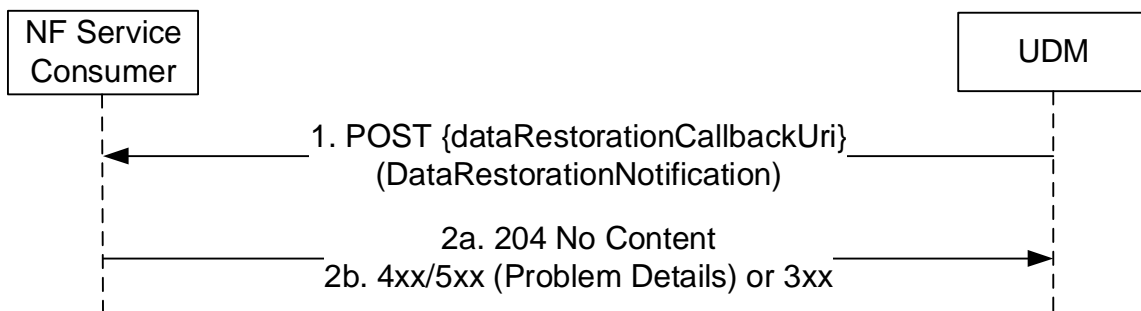 NF Service
Consumer
UDM
1. POST {dataRestorationCallbackUri}
(DataRestorationNotification)
2a. 204 No Content
2b. 4xx/5xx (Problem Details) or 3xx